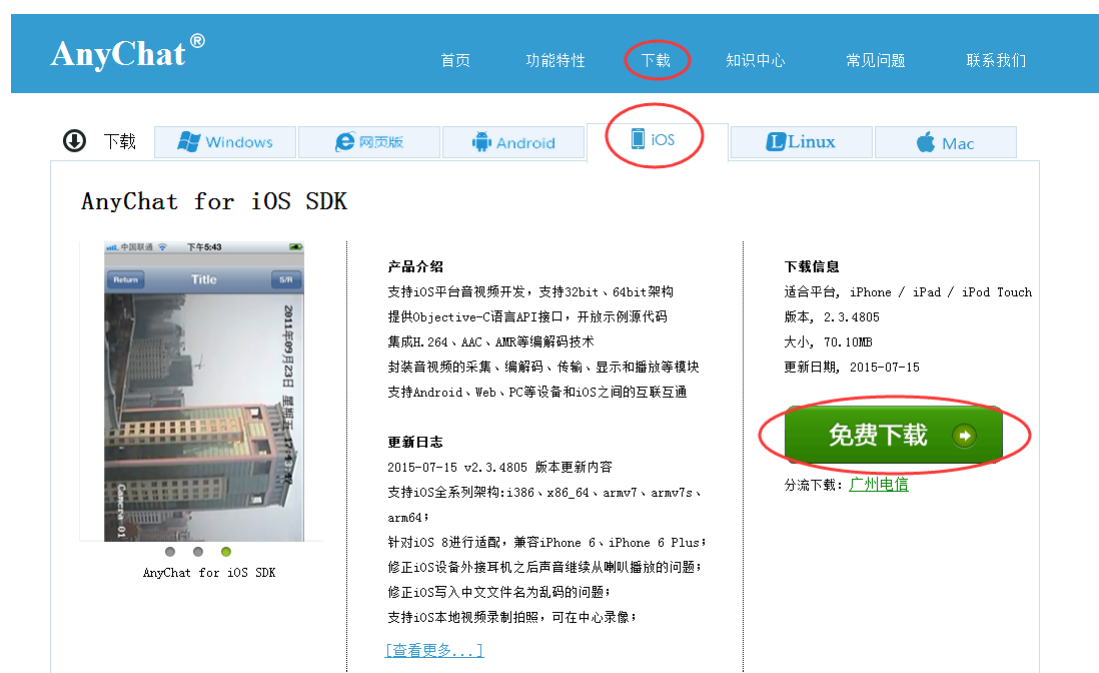 AnyChat®
首页 功能特性 下载 知识中心 常见问题 联系我们
下载 Windows 网页版 Android iOS Linux Mac
AnyChat for iOS SDK
中国联通 下午5:43
Return Title S/R
2011年09月23日 星期五 17:43:42
Camera 01
AnyChat for iOS SDK
产品介绍
支持iOS平台音视频开发,支持32bit、64bit架构
提供Objective-C语言API接口,开放示例源代码
集成H.264、AAC、AMR等编解码技术
封装音视频的采集、编解码、传输、显示和播放等模块
支持Android、Web、PC等设备和iOS之间的互联互通
更新日志
2015-07-15 v2.3.4805 版本更新内容
支持iOS全系列架构:i386、x86_64、armv7、armv7s、
arm64;
针对iOS 8进行适配,兼容iPhone 6、iPhone 6 Plus;
修正iOS设备外接耳机之后声音继续从喇叭播放的问题;
修正iOS写入中文文件名为乱码的问题;
支持iOS本地视频录制拍照,可在中心录像;
[查看更多...]
下载信息
适合平台, iPhone / iPad / iPod Touch
版本, 2.3.4805
大小, 70.10MB
更新日期, 2015-07-15
免费下载
分流下载: 广州电信